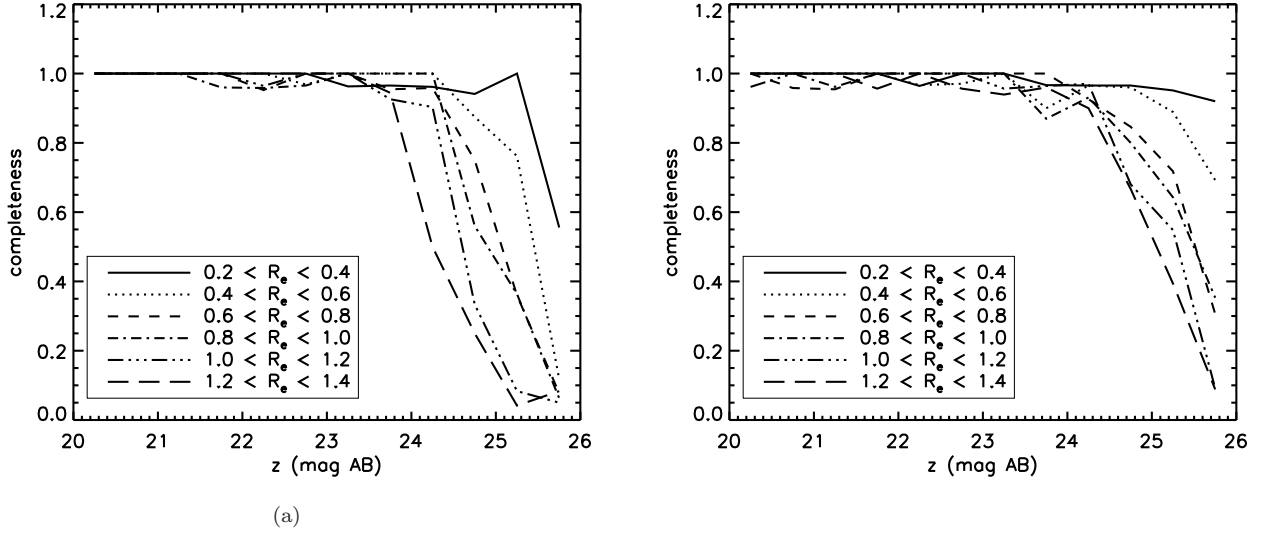 1.2
1.0
0.8
0.6
0.4
0.2
0.0
completeness
0.2 < Re < 0.4
0.4 < Re < 0.6
0.6 < Re < 0.8
0.8 < Re < 1.0
1.0 < Re < 1.2
1.2 < Re < 1.4
20 21 22 23 24 25 26
z (mag AB)
(a)
1.2
1.0
0.8
0.6
0.4
0.2
0.0
completeness
0.2 < Re < 0.4
0.4 < Re < 0.6
0.6 < Re < 0.8
0.8 < Re < 1.0
1.0 < Re < 1.2
1.2 < Re < 1.4
20 21 22 23 24 25 26
z (mag AB)